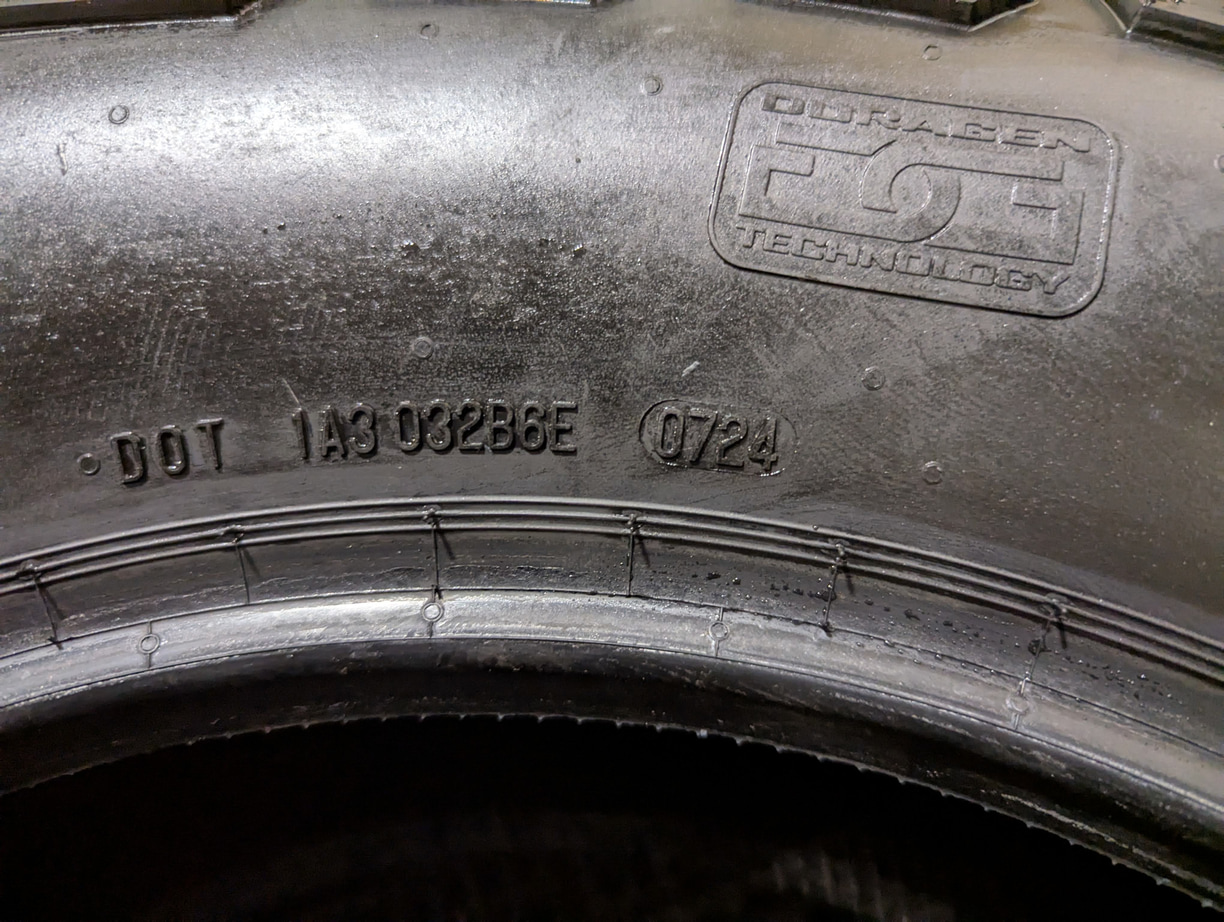 DURAGEN
TECHNOLOGY
DOT 1A3 032B6E 0724